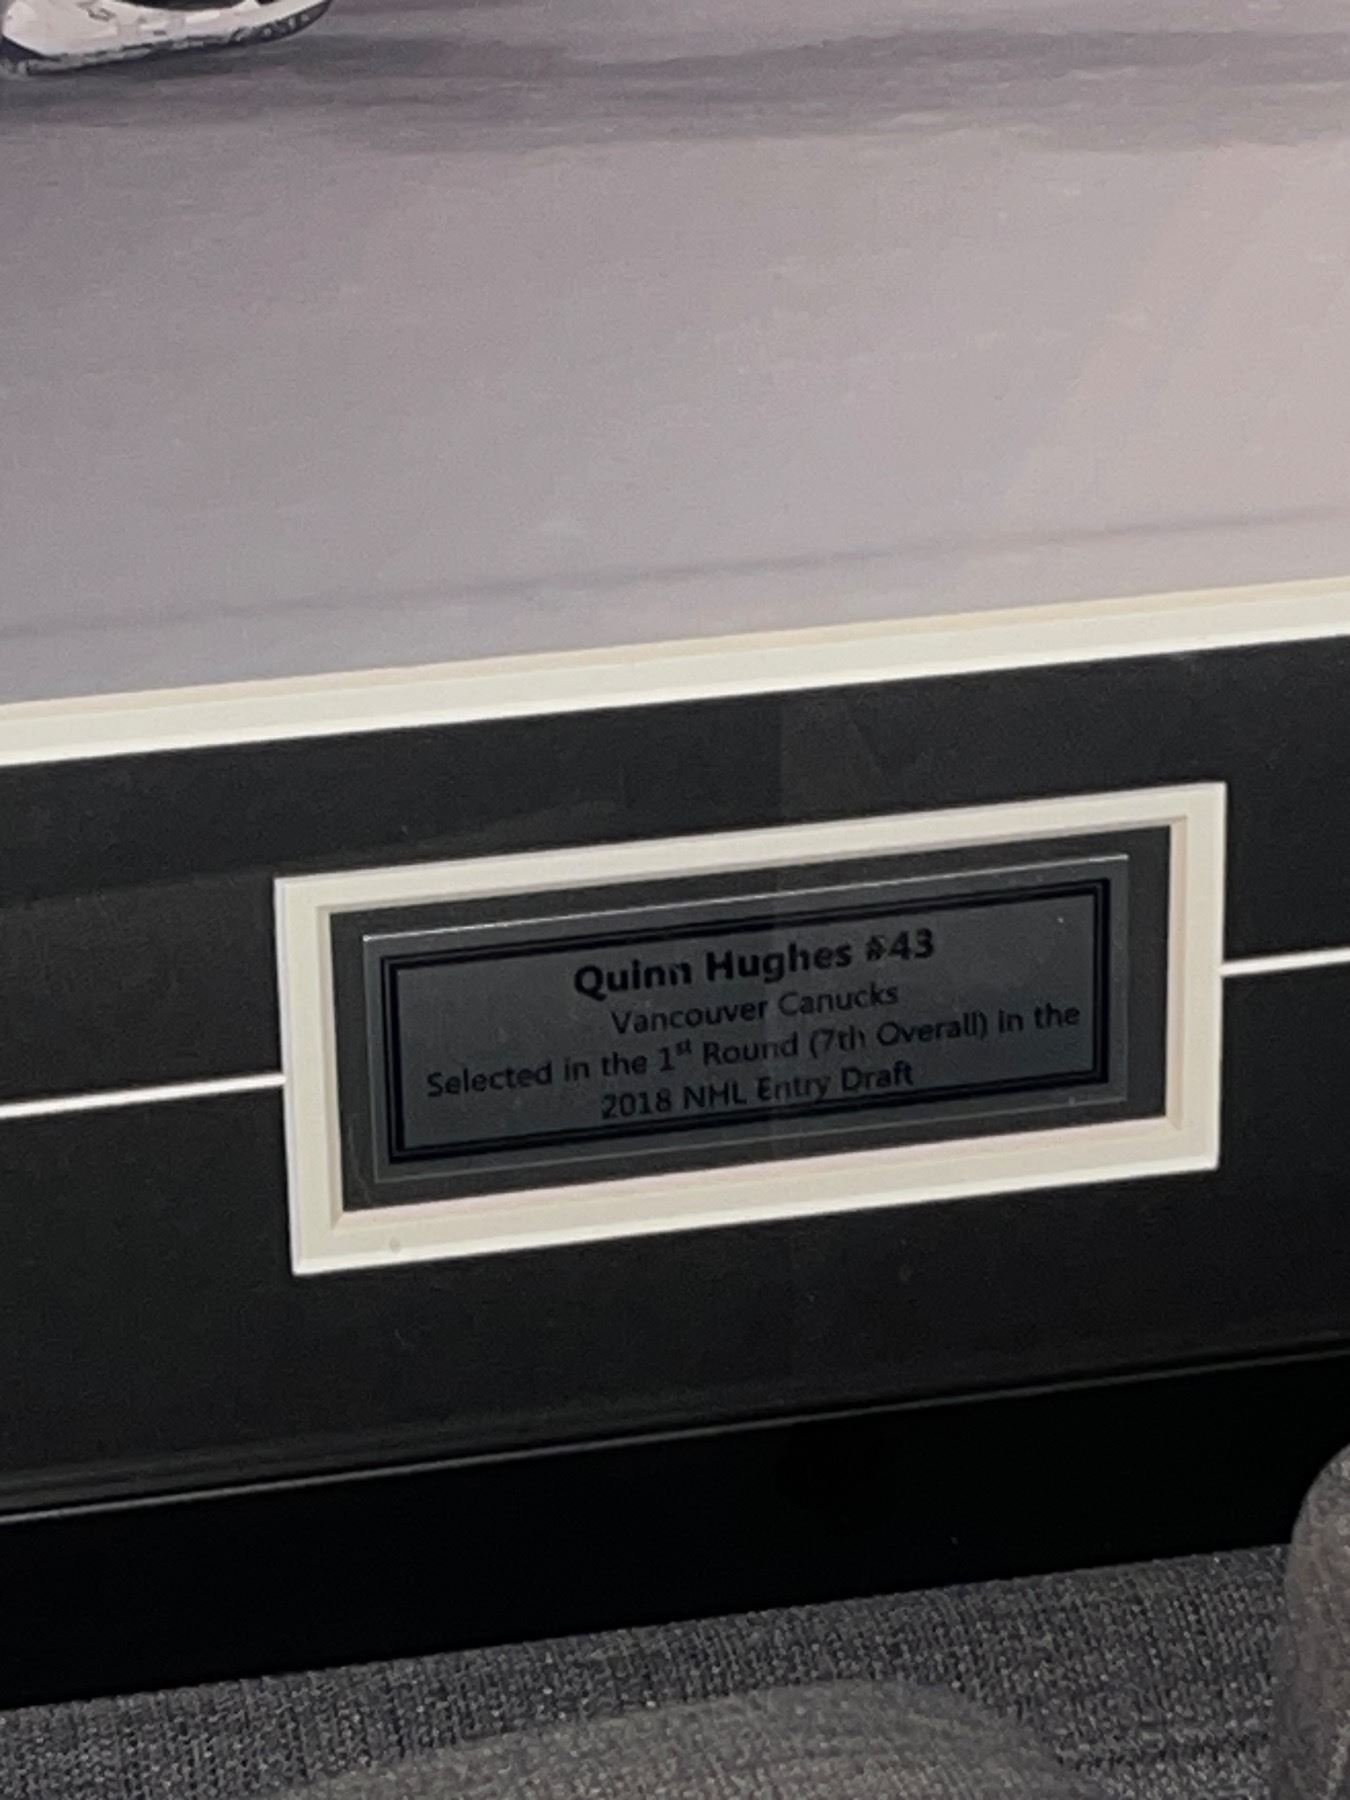 Quinn Hughes #43
Vancouver Canucks
Selected in the 1st Round (7th Overall) in the
2018 NHL Entry Draft